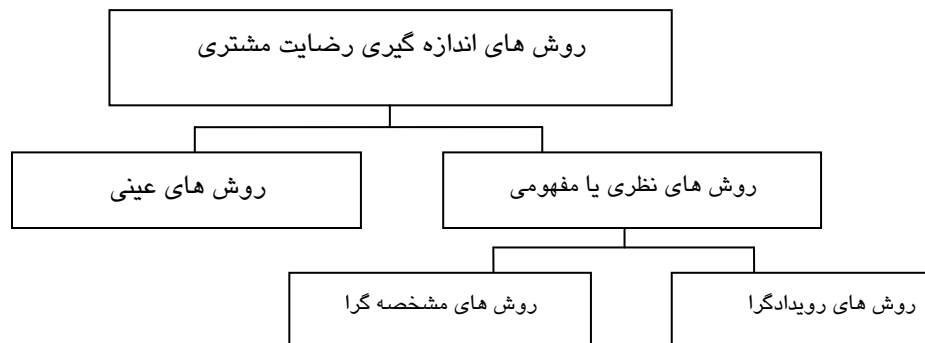 روش های اندازه گیری رضایت مشتری
روش های نظری یا مفهومی
روش های عینی
روش های رویدادگرا
روش های مشخصه گرا